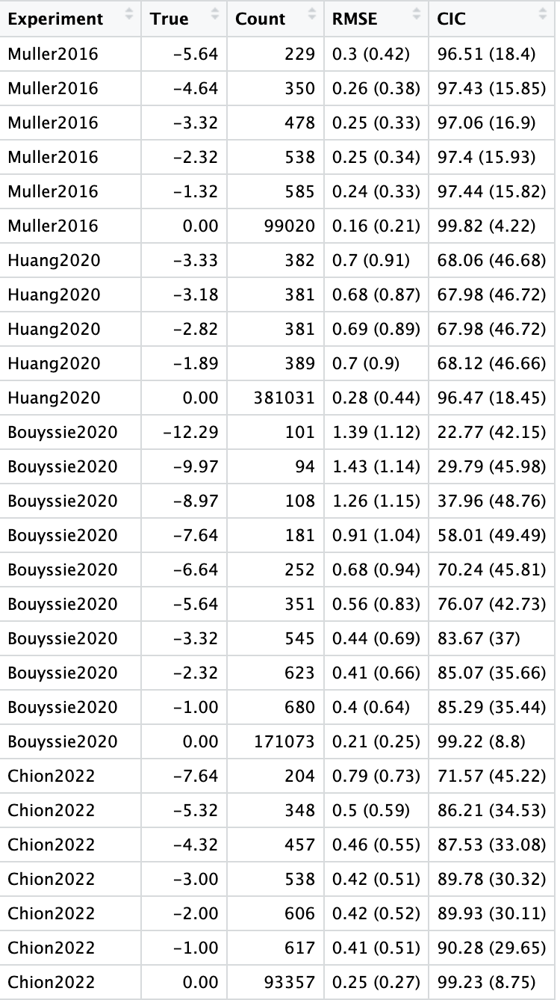 Experiment True Count RMSE CIC
Muller2016 −5.64 229 0.3 (0.42) 96.51 (18.4)
Muller2016 −4.64 350 0.26 (0.38) 97.43 (15.85)
Muller2016 −3.32 478 0.25 (0.33) 97.06 (16.9)
Muller2016 −2.32 538 0.25 (0.34) 97.4 (15.93)
Muller2016 −1.32 585 0.24 (0.33) 97.44 (15.82)
Muller2016 0.00 99020 0.16 (0.21) 99.82 (4.22)
Huang2020 −3.33 382 0.7 (0.91) 68.06 (46.68)
Huang2020 −3.18 381 0.68 (0.87) 67.98 (46.72)
Huang2020 −2.82 381 0.69 (0.89) 67.98 (46.72)
Huang2020 −1.89 389 0.7 (0.9) 68.12 (46.66)
Huang2020 0.00 381031 0.28 (0.44) 96.47 (18.45)
Bouyssie2020 −12.29 101 1.39 (1.12) 22.77 (42.15)
Bouyssie2020 −9.97 94 1.43 (1.14) 29.79 (45.98)
Bouyssie2020 −8.97 108 1.26 (1.15) 37.96 (48.76)
Bouyssie2020 −7.64 181 0.91 (1.04) 58.01 (49.49)
Bouyssie2020 −6.64 252 0.68 (0.94) 70.24 (45.81)
Bouyssie2020 −5.64 351 0.56 (0.83) 76.07 (42.73)
Bouyssie2020 −3.32 545 0.44 (0.69) 83.67 (37)
Bouyssie2020 −2.32 623 0.41 (0.66) 85.07 (35.66)
Bouyssie2020 −1.00 680 0.4 (0.64) 85.29 (35.44)
Bouyssie2020 0.00 171073 0.21 (0.25) 99.22 (8.8)
Chion2022 −7.64 204 0.79 (0.73) 71.57 (45.22)
Chion2022 −5.32 348 0.5 (0.59) 86.21 (34.53)
Chion2022 −4.32 457 0.46 (0.55) 87.53 (33.08)
Chion2022 −3.00 538 0.42 (0.51) 89.78 (30.32)
Chion2022 −2.00 606 0.42 (0.52) 89.93 (30.11)
Chion2022 −1.00 617 0.41 (0.51) 90.28 (29.65)
Chion2022 0.00 93357 0.25 (0.27) 99.23 (8.75)